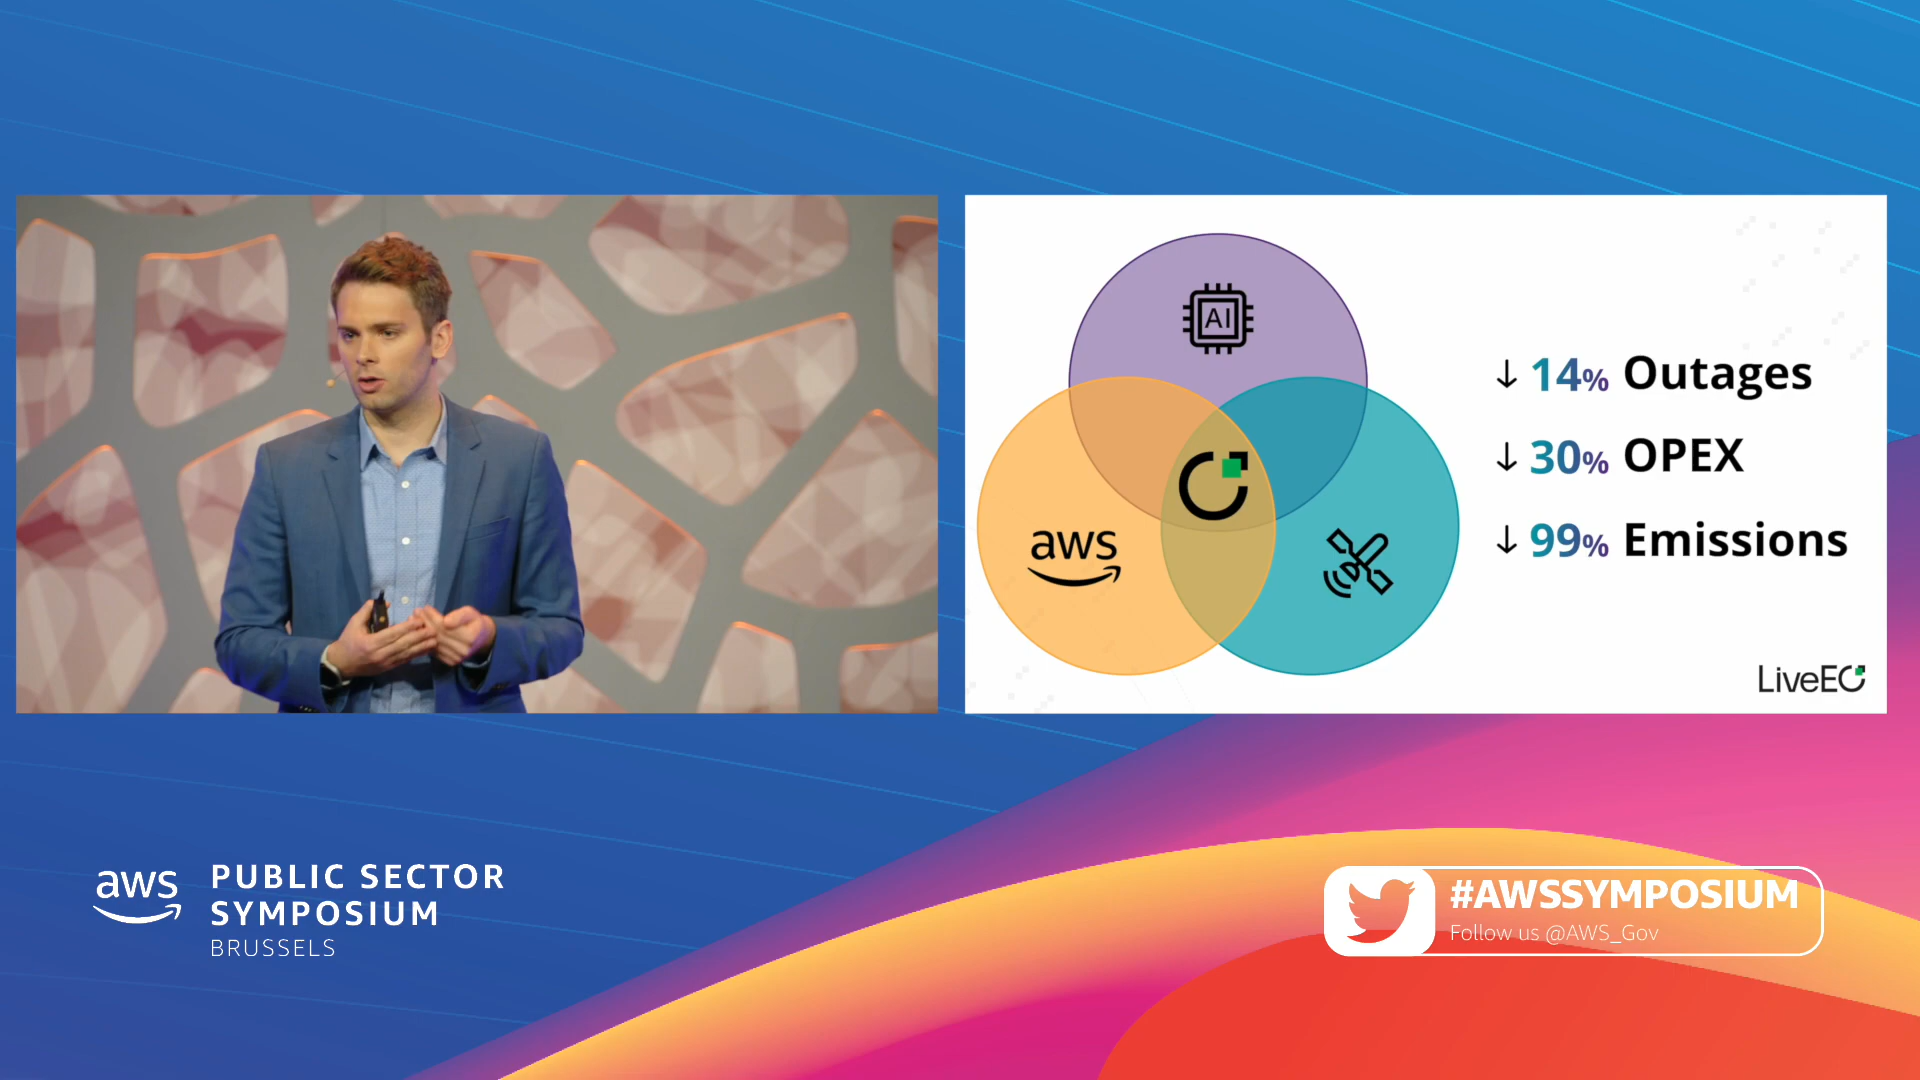 AI
aws
↓ 14% Outages
↓ 30% OPEX
↓ 99% Emissions
LiveEO
aws
PUBLIC SECTOR
SYMPOSIUM
BRUSSELS
#AWSSYMPOSIUM
Follow us @AWS_Gov